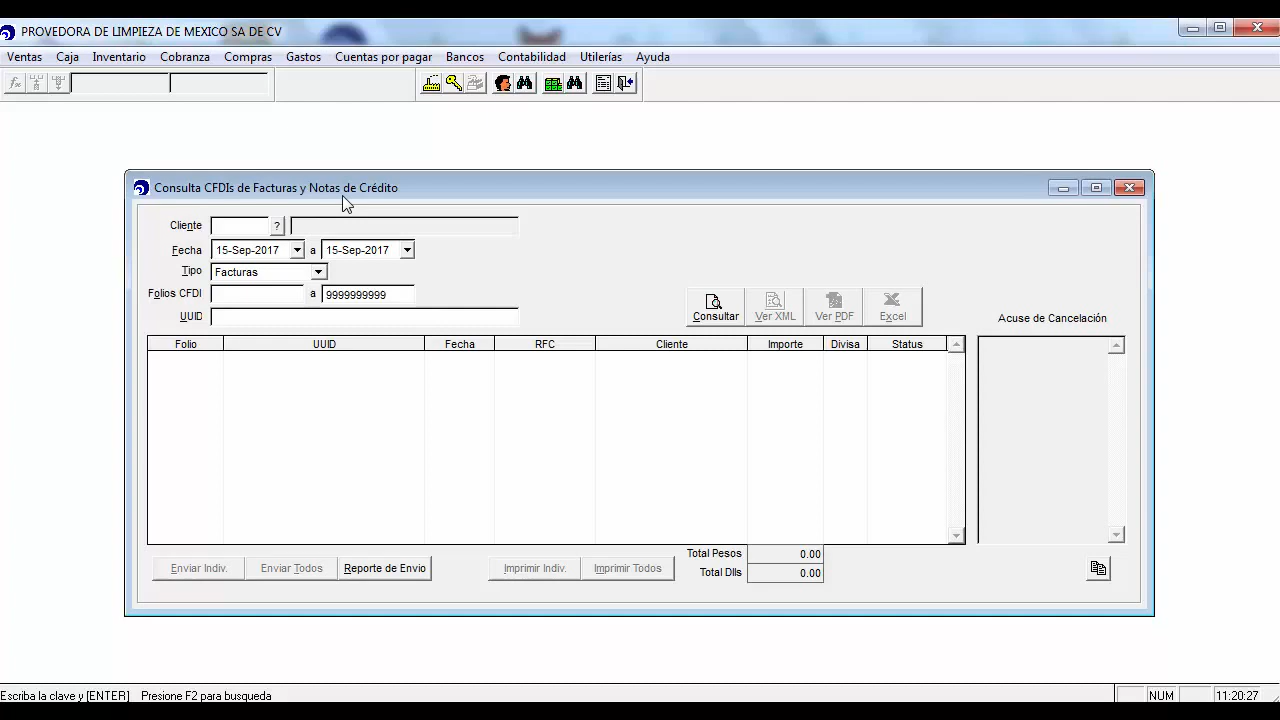 PROVEDORA DE LIMPIEZA DE MEXICO SA DE CV
Ventas Caja Inventario Cobranza Compras Gastos Cuentas por pagar Bancos Contabilidad Utilerías Ayuda
Consulta CFDIs de Facturas y Notas de Crédito
Cliente ?
Fecha 15-Sep-2017 a 15-Sep-2017
Tipo Facturas
Folios CFDI a 9999999999
UUID
Consultar Ver XML Ver PDF Excel
Acuse de Cancelación
Folio UUID Fecha RFC Cliente Importe Divisa Status
Total Pesos 0.00
Enviar Indiv. Enviar Todos Reporte de Envio Imprimir Indiv. Imprimir Todos
Total Dlls 0.00
Escriba la clave y [ENTER] Presione F2 para busqueda NUM 11:20:27